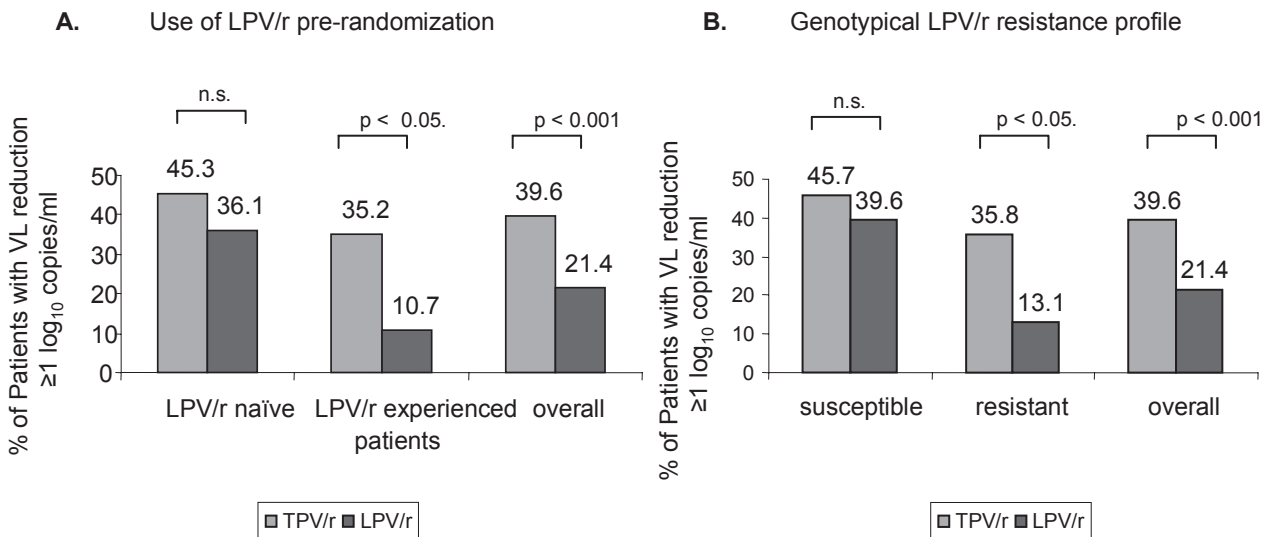 A. Use of LPV/r pre-randomization
n.s.
p < 0.05.
p < 0.001
% of Patients with VL reduction
≥1 log10 copies/ml
50
40
30
20
10
0
45.3
36.1
35.2
10.7
39.6
21.4
LPV/r naïve
LPV/r experienced
patients
overall
TPV/r LPV/r
B. Genotypical LPV/r resistance profile
n.s.
p < 0.05.
p < 0.001
% of Patients with VL reduction
≥1 log10 copies/ml
50
40
30
20
10
0
45.7
39.6
35.8
13.1
39.6
21.4
susceptible
resistant
overall
TPV/r LPV/r